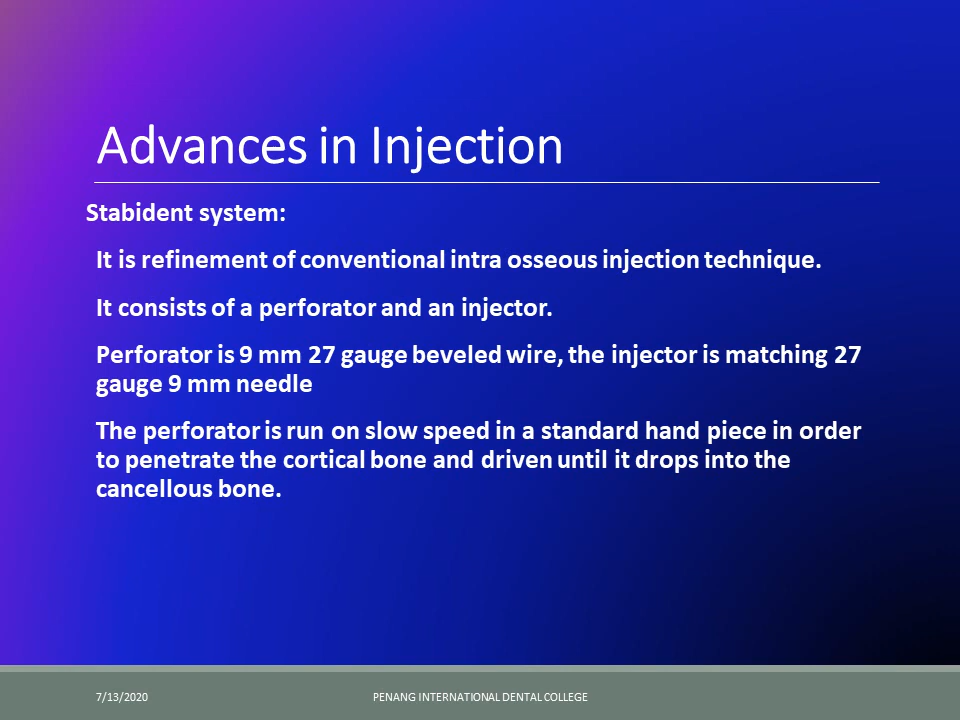 Advances in Injection
Stabident system:
It is refinement of conventional intra osseous injection technique.
It consists of a perforator and an injector.
Perforator is 9 mm 27 gauge beveled wire, the injector is matching 27
gauge 9 mm needle
The perforator is run on slow speed in a standard hand piece in order
to penetrate the cortical bone and driven until it drops into the
cancellous bone.
7/13/2020
PENANG INTERNATIONAL DENTAL COLLEGE